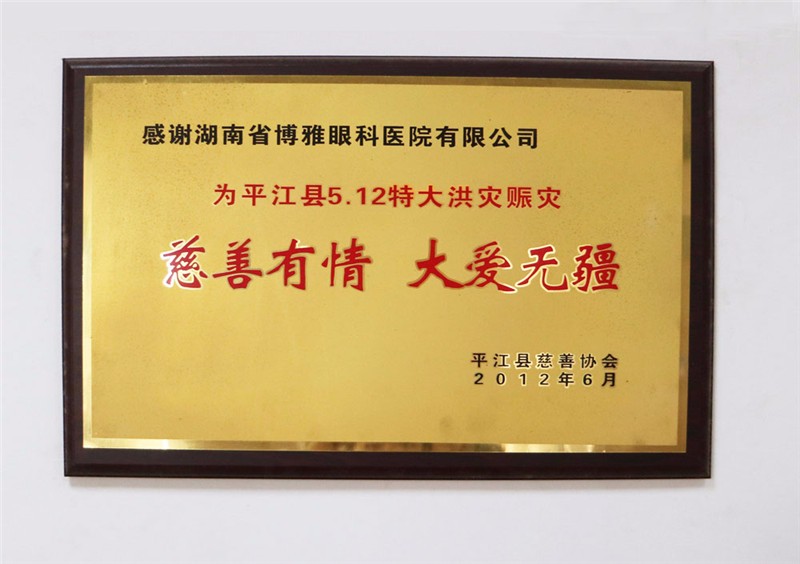 感谢湖南省博雅眼科医院有限公司
为平江县5.12特大洪灾赈灾
慈善有情 大爱无疆
平江县慈善协会
2012年6月